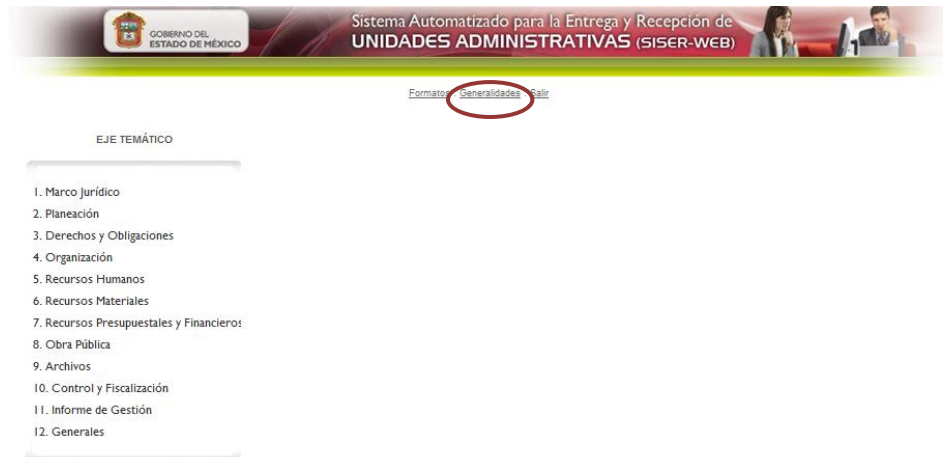 GOBIERNO DEL
ESTADO DE MÉXICO
Sistema Automatizado para la Entrega y Recepción de
UNIDADES ADMINISTRATIVAS (SISER-WEB)
Formatos : Generalidades : Salir
EJE TEMÁTICO
1. Marco Jurídico
2. Planeación
3. Derechos y Obligaciones
4. Organización
5. Recursos Humanos
6. Recursos Materiales
7. Recursos Presupuestales y Financieros
8. Obra Pública
9. Archivos
10. Control y Fiscalización
11. Informe de Gestión
12. Generales